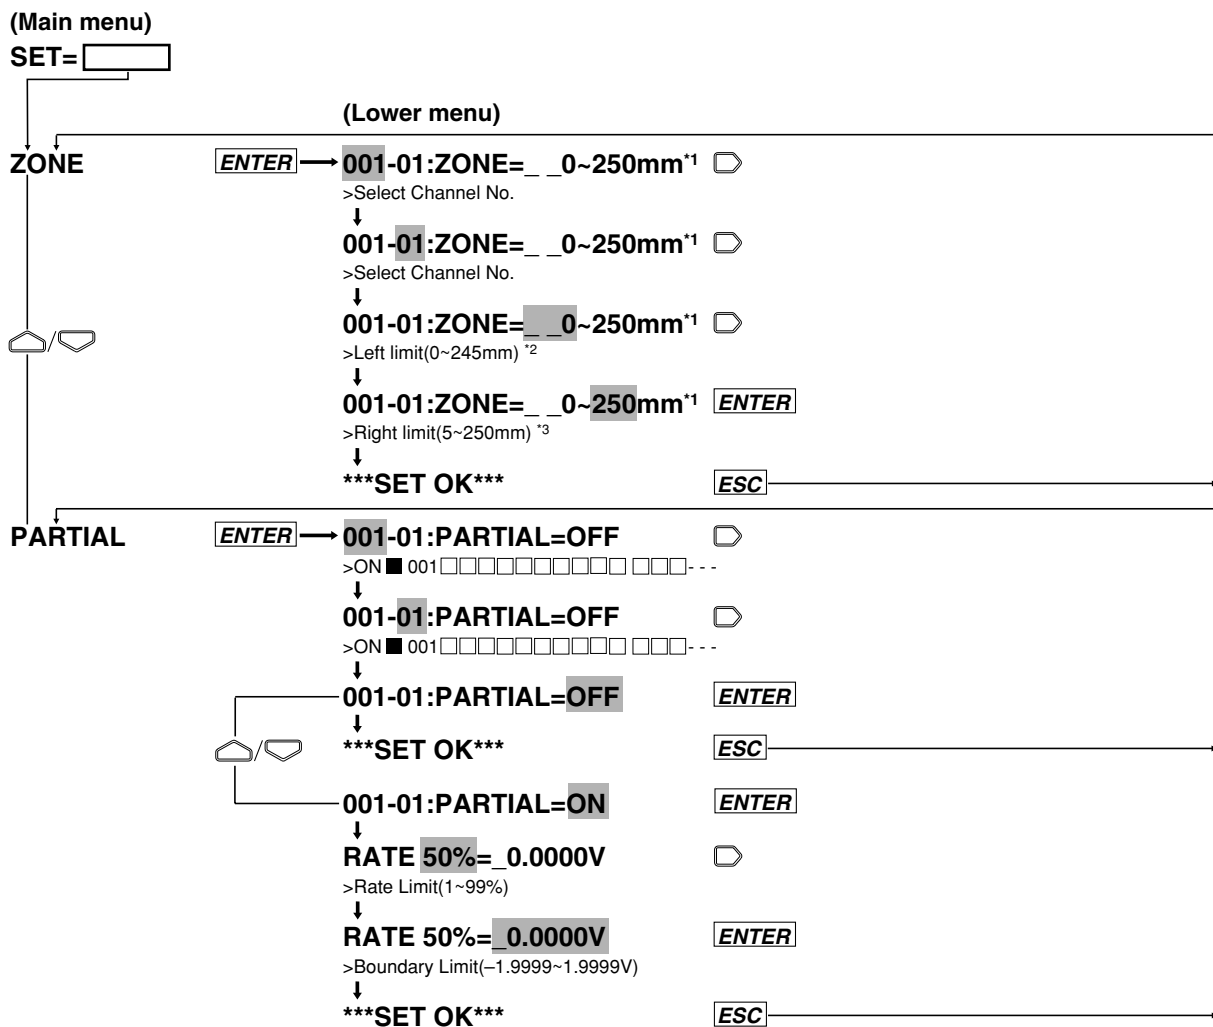 (Main menu)
SET=
(Lower menu)
ZONE ENTER 001-01:ZONE=_ _0~250mm*1
>Select Channel No.
001-01:ZONE=_ _0~250mm*1
>Select Channel No.
001-01:ZONE=_ _0~250mm*1
/
>Left limit(0~245mm) *2
001-01:ZONE=_ _0~250mm*1 ENTER
>Right limit(5~250mm) *3
***SET OK*** ESC
PARTIAL ENTER 001-01:PARTIAL=OFF
>ON■ 001□□□□□□□□□□ □□□- - -
001-01:PARTIAL=OFF
>ON■ 001□□□□□□□□□□ □□□- - -
001-01:PARTIAL=OFF ENTER
/ ***SET OK*** ESC
001-01:PARTIAL=ON ENTER
RATE 50%=_0.0000V
>Rate Limit(1~99%)
RATE 50%=_0.0000V ENTER
>Boundary Limit(–1.9999~1.9999V)
***SET OK*** ESC